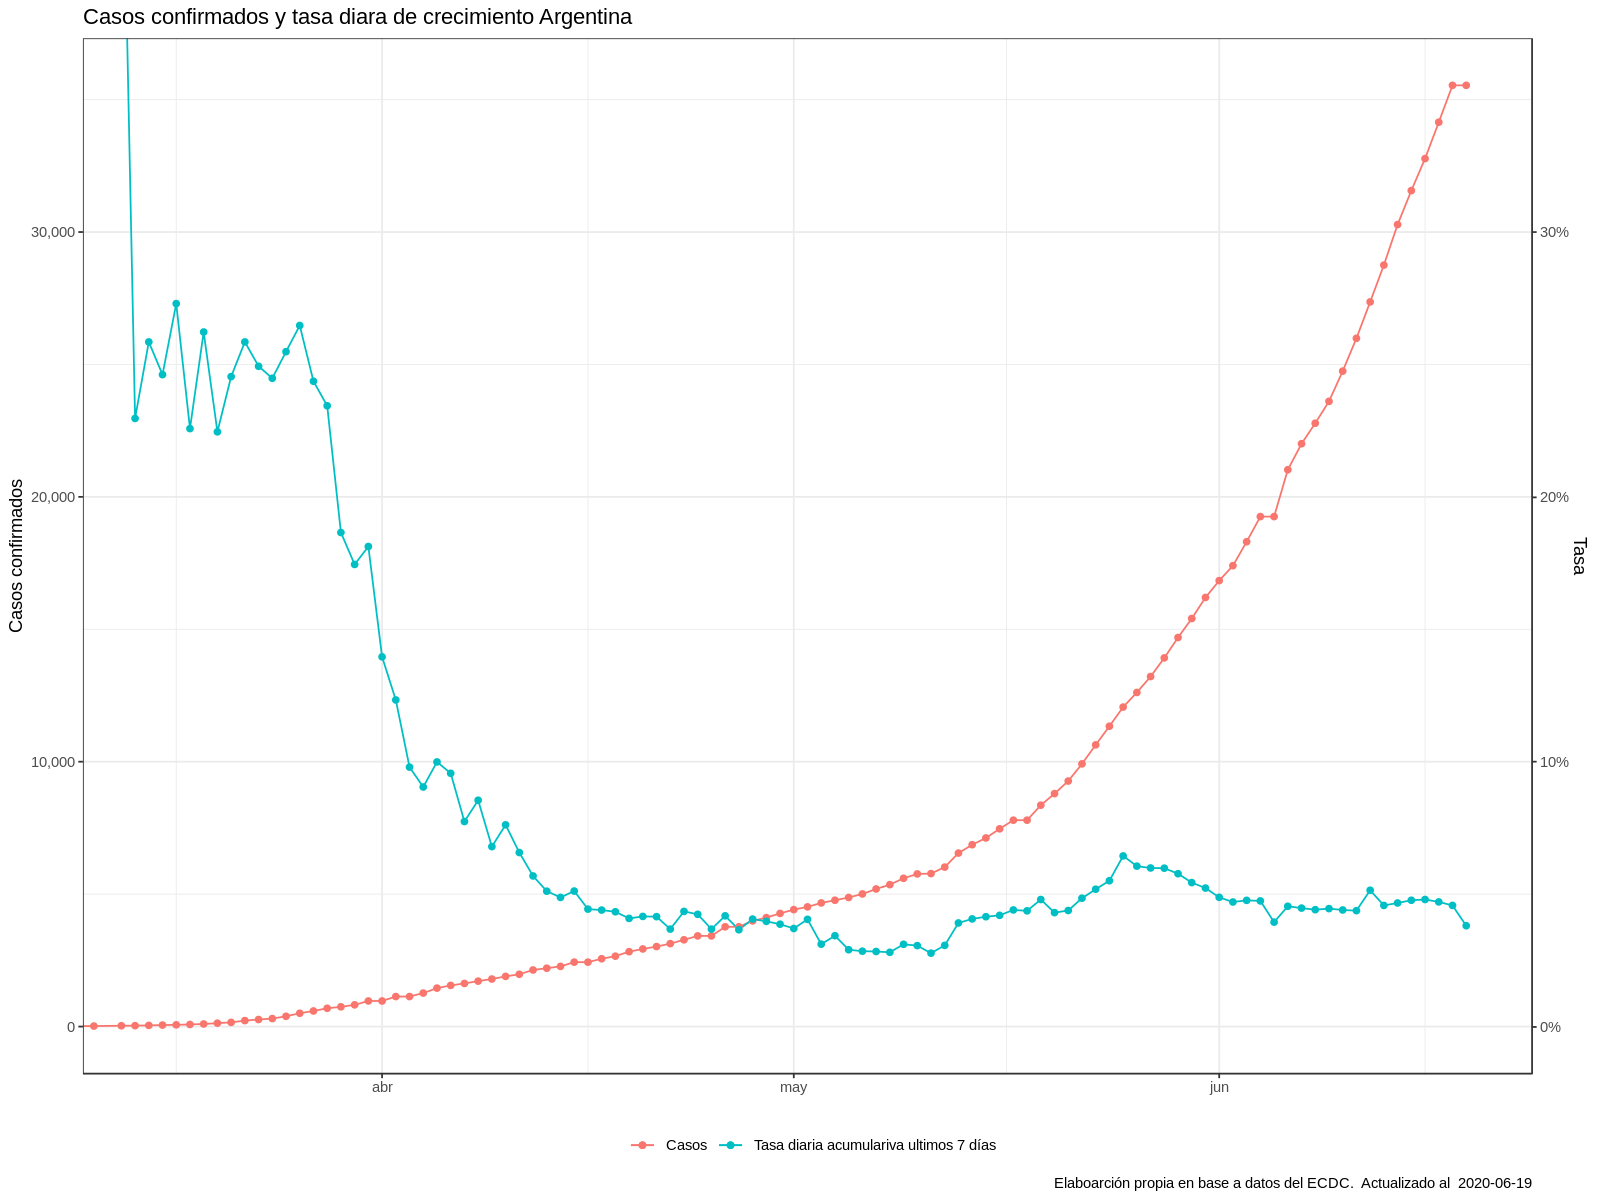 Casos confirmados y tasa diara de crecimiento Argentina
Casos confirmados
30,000
20,000
10,000
0
30%
20%
10%
0%
Tasa
abr
may
jun
Casos
Tasa diaria acumulariva ultimos 7 días
Elaboarción propia en base a datos del ECDC.  Actualizado al  2020-06-19